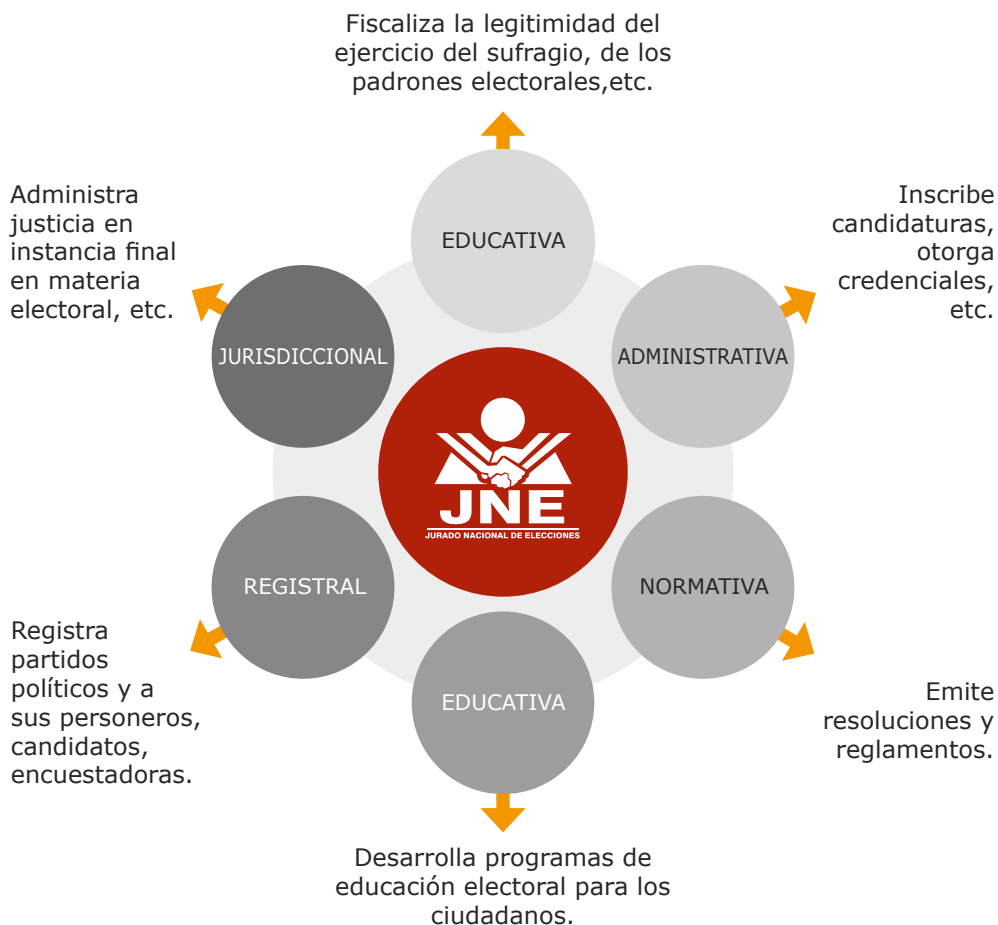 Fiscaliza la legitimidad del
ejercicio del sufragio, de los
padrones electorales,etc.
EDUCATIVA
Administra
justicia en
instancia final
en materia
electoral, etc.
JURISDICCIONAL
Inscribe
candidaturas,
otorga
credenciales,
etc.
ADMINISTRATIVA
JNE
JURADO NACIONAL DE ELECCIONES
REGISTRAL
Registra
partidos
políticos y a
sus personeros,
candidatos,
encuestadoras.
NORMATIVA
Emite
resoluciones y
reglamentos.
EDUCATIVA
Desarrolla programas de
educación electoral para los
ciudadanos.